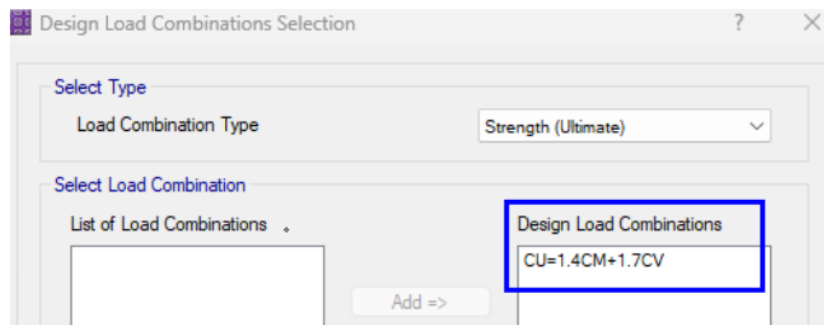 Design Load Combinations Selection ? ×
Select Type
Load Combination Type Strength (Ultimate)
Select Load Combination
List of Load Combinations . Design Load Combinations
CU=1.4CM+1.7CV
Add =>